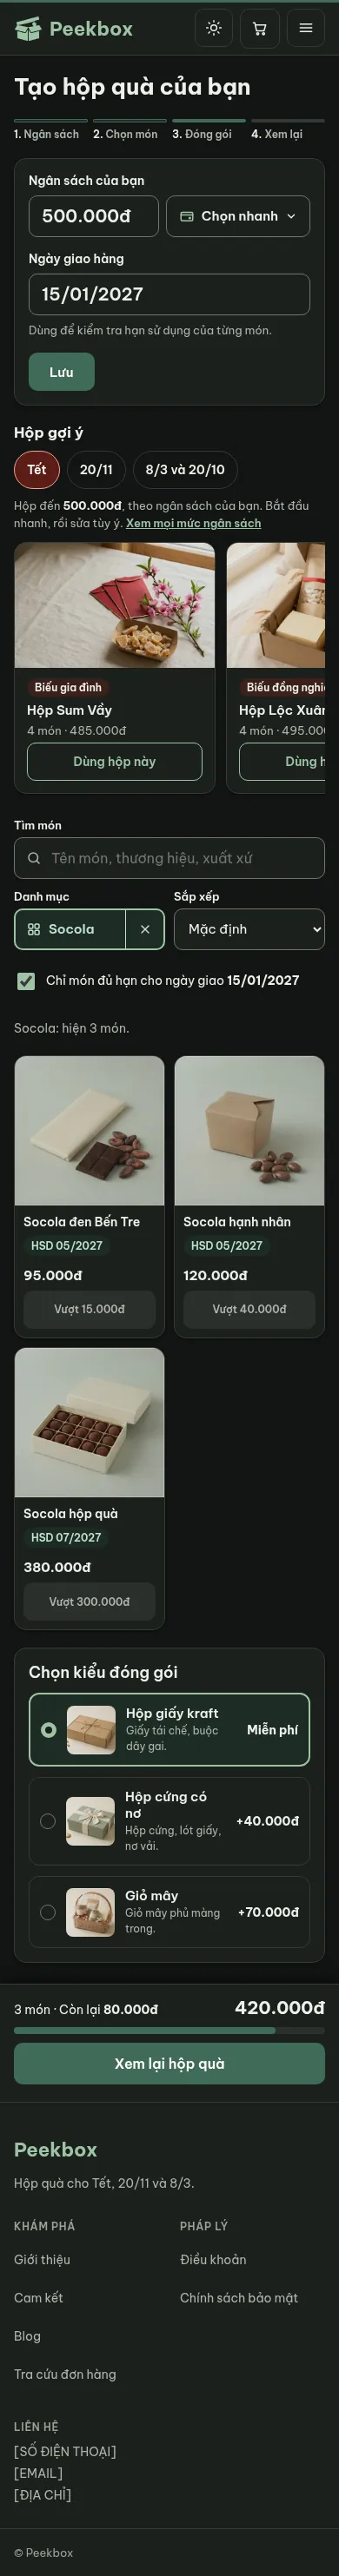 Peekbox
Tạo hộp quà của bạn
1. Ngân sách
2. Chọn món
3. Đóng gói
4. Xem lại
Ngân sách của bạn
500.000đ
Chọn nhanh
Ngày giao hàng
15/01/2027
Dùng để kiểm tra hạn sử dụng của từng món.
Lưu
Hộp gợi ý
Tết
20/11
8/3 và 20/10
Hộp đến 500.000đ, theo ngân sách của bạn. Bắt đầu
nhanh, rồi sửa tùy ý. Xem mọi mức ngân sách
Biếu gia đình
Hộp Sum Vầy
4 món · 485.000đ
Dùng hộp này
Biếu đồng nghi
Hộp Lộc Xuân
4 món · 495.00
Dùng h
Tìm món
Tên món, thương hiệu, xuất xứ
Danh mục
Sắp xếp
Socola
Mặc định
Chỉ món đủ hạn cho ngày giao 15/01/2027
Socola: hiện 3 món.
Socola đen Bến Tre
HSD 05/2027
95.000đ
Vượt 15.000đ
Socola hạnh nhân
HSD 05/2027
120.000đ
Vượt 40.000đ
Socola hộp quà
HSD 07/2027
380.000đ
Vượt 300.000đ
Chọn kiểu đóng gói
Hộp giấy kraft
Giấy tái chế, buộc
dây gai.
Miễn phí
Hộp cứng có
nơ
Hộp cứng, lót giấy,
nơ vải.
+40.000đ
Giỏ mây
Giỏ mây phủ màng
trong.
+70.000đ
3 món · Còn lại 80.000đ
420.000đ
Xem lại hộp quà
Peekbox
Hộp quà cho Tết, 20/11 và 8/3.
KHÁM PHÁ
Giới thiệu
Cam kết
Blog
Tra cứu đơn hàng
PHÁP LÝ
Điều khoản
Chính sách bảo mật
LIÊN HỆ
[SỐ ĐIỆN THOẠI]
[EMAIL]
[ĐỊA CHỈ]
© Peekbox